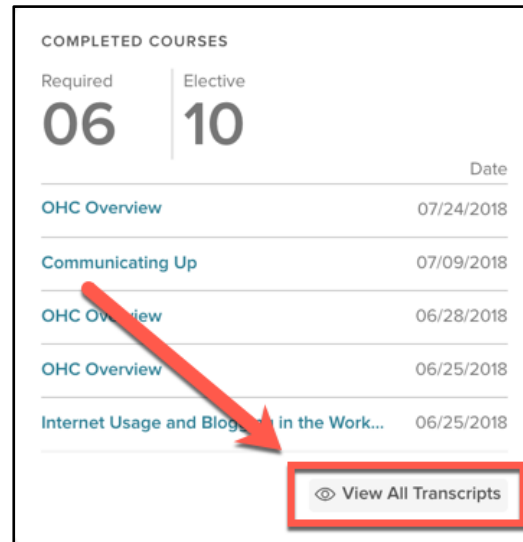 COMPLETED COURSES
Required Elective
06 10
Date
OHC Overview 07/24/2018
Communicating Up 07/09/2018
OHC Overview 06/28/2018
OHC Overview 06/25/2018
Internet Usage and Blogging in the Work... 06/25/2018
View All Transcripts